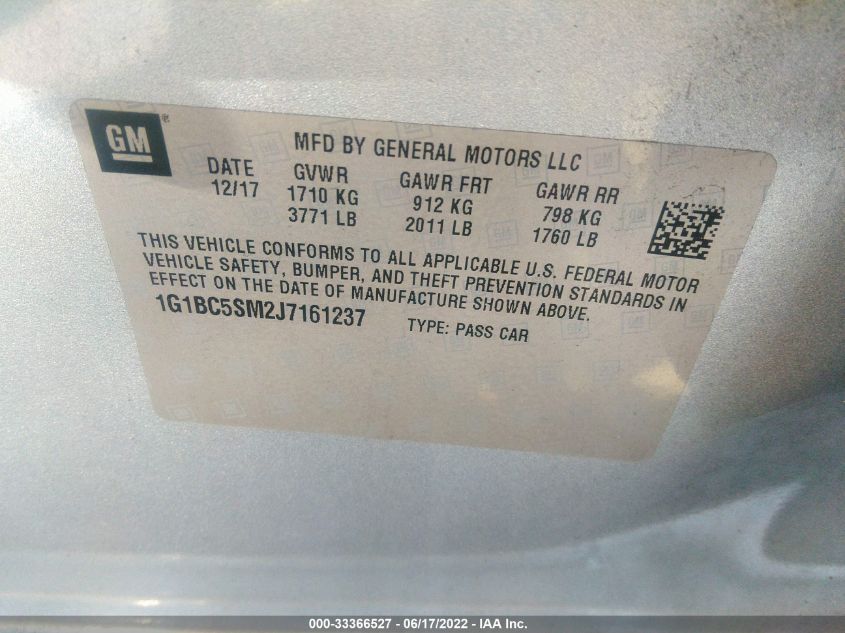 GM®
MFD BY GENERAL MOTORS LLC
DATE GVWR GAWR FRT GAWR RR
12/17 1710 KG 912 KG 798 KG
3771 LB 2011 LB 1760 LB
THIS VEHICLE CONFORMS TO ALL APPLICABLE U.S. FEDERAL MOTOR
VEHICLE SAFETY, BUMPER, AND THEFT PREVENTION STANDARDS IN
EFFECT ON THE DATE OF MANUFACTURE SHOWN ABOVE.
1G1BC5SM2J7161237 TYPE: PASS CAR
000-33366527 - 06/17/2022 - IAA Inc.